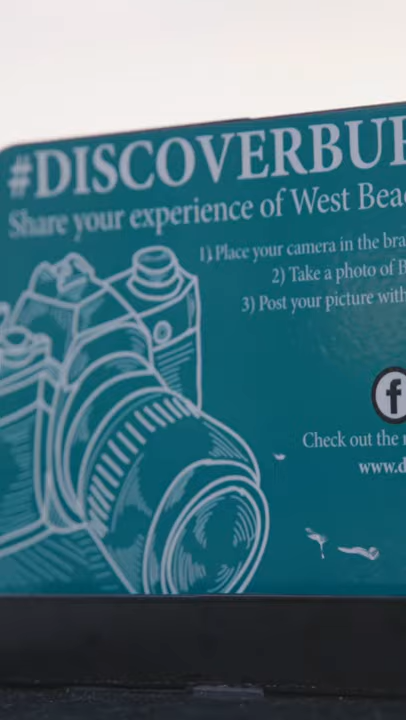 #DISCOVERBU
Share your experience of West Bea
1) Place your camera in the bra
2) Take a photo of B
3) Post your picture with
f
Check out the
www.d